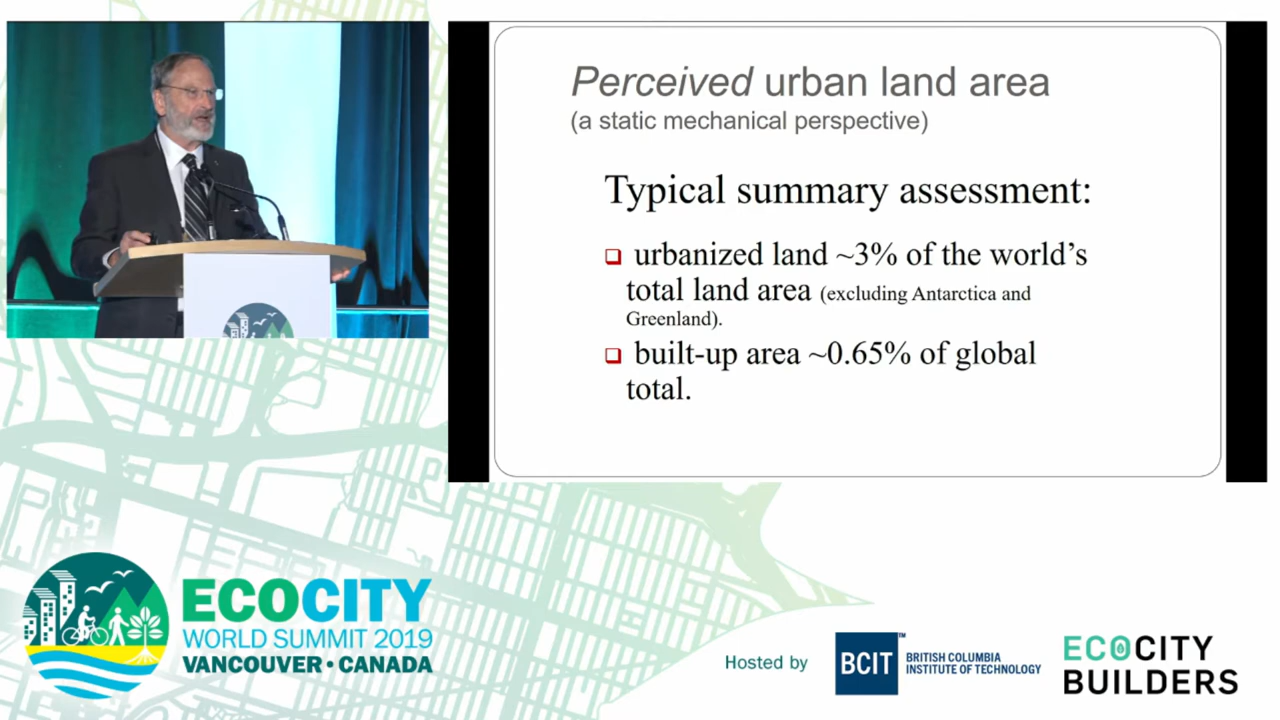 Perceived urban land area
(a static mechanical perspective)
Typical summary assessment:
❑ urbanized land ~3% of the world’s
total land area (excluding Antarctica and
Greenland).
❑ built-up area ~0.65% of global
total.
ECOCITY
WORLD SUMMIT 2019
VANCOUVER • CANADA
Hosted by
BCIT™
BRITISH COLUMBIA
INSTITUTE OF TECHNOLOGY
ECOCITY
BUILDERS